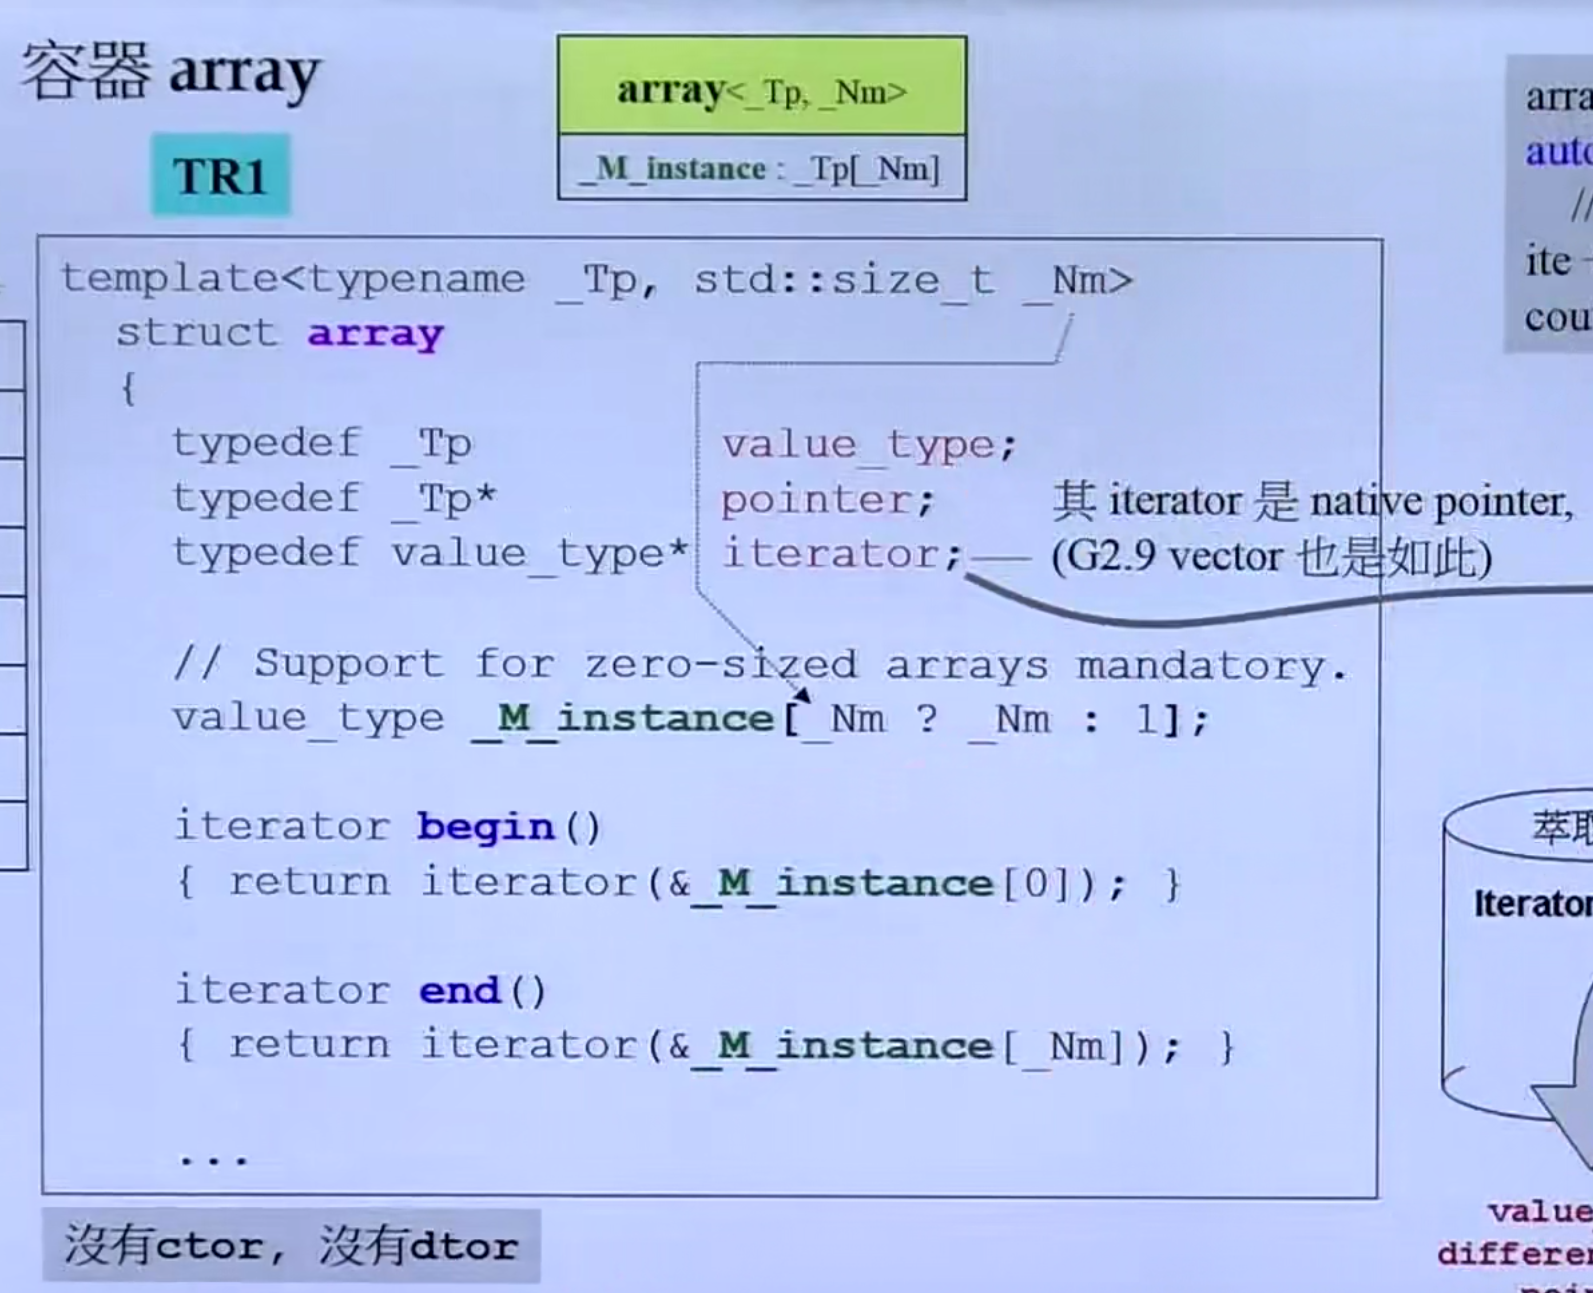 容器 array
TR1
array<_Tp, _Nm>
_M_instance : _Tp[_Nm]
template<typename _Tp, std::size_t _Nm>
struct array
{
typedef _Tp value_type;
typedef _Tp* pointer;
typedef value_type* iterator;
其 iterator 是 native pointer,
(G2.9 vector 也是如此)
// Support for zero-sized arrays mandatory.
value_type _M_instance[_Nm ? _Nm : 1];
iterator begin()
{ return iterator(&_M_instance[0]); }
iterator end()
{ return iterator(&_M_instance[_Nm]); }
...
沒有ctor, 沒有dtor
arra
auto
//
ite
cou
萃取
Iterator
value
differen